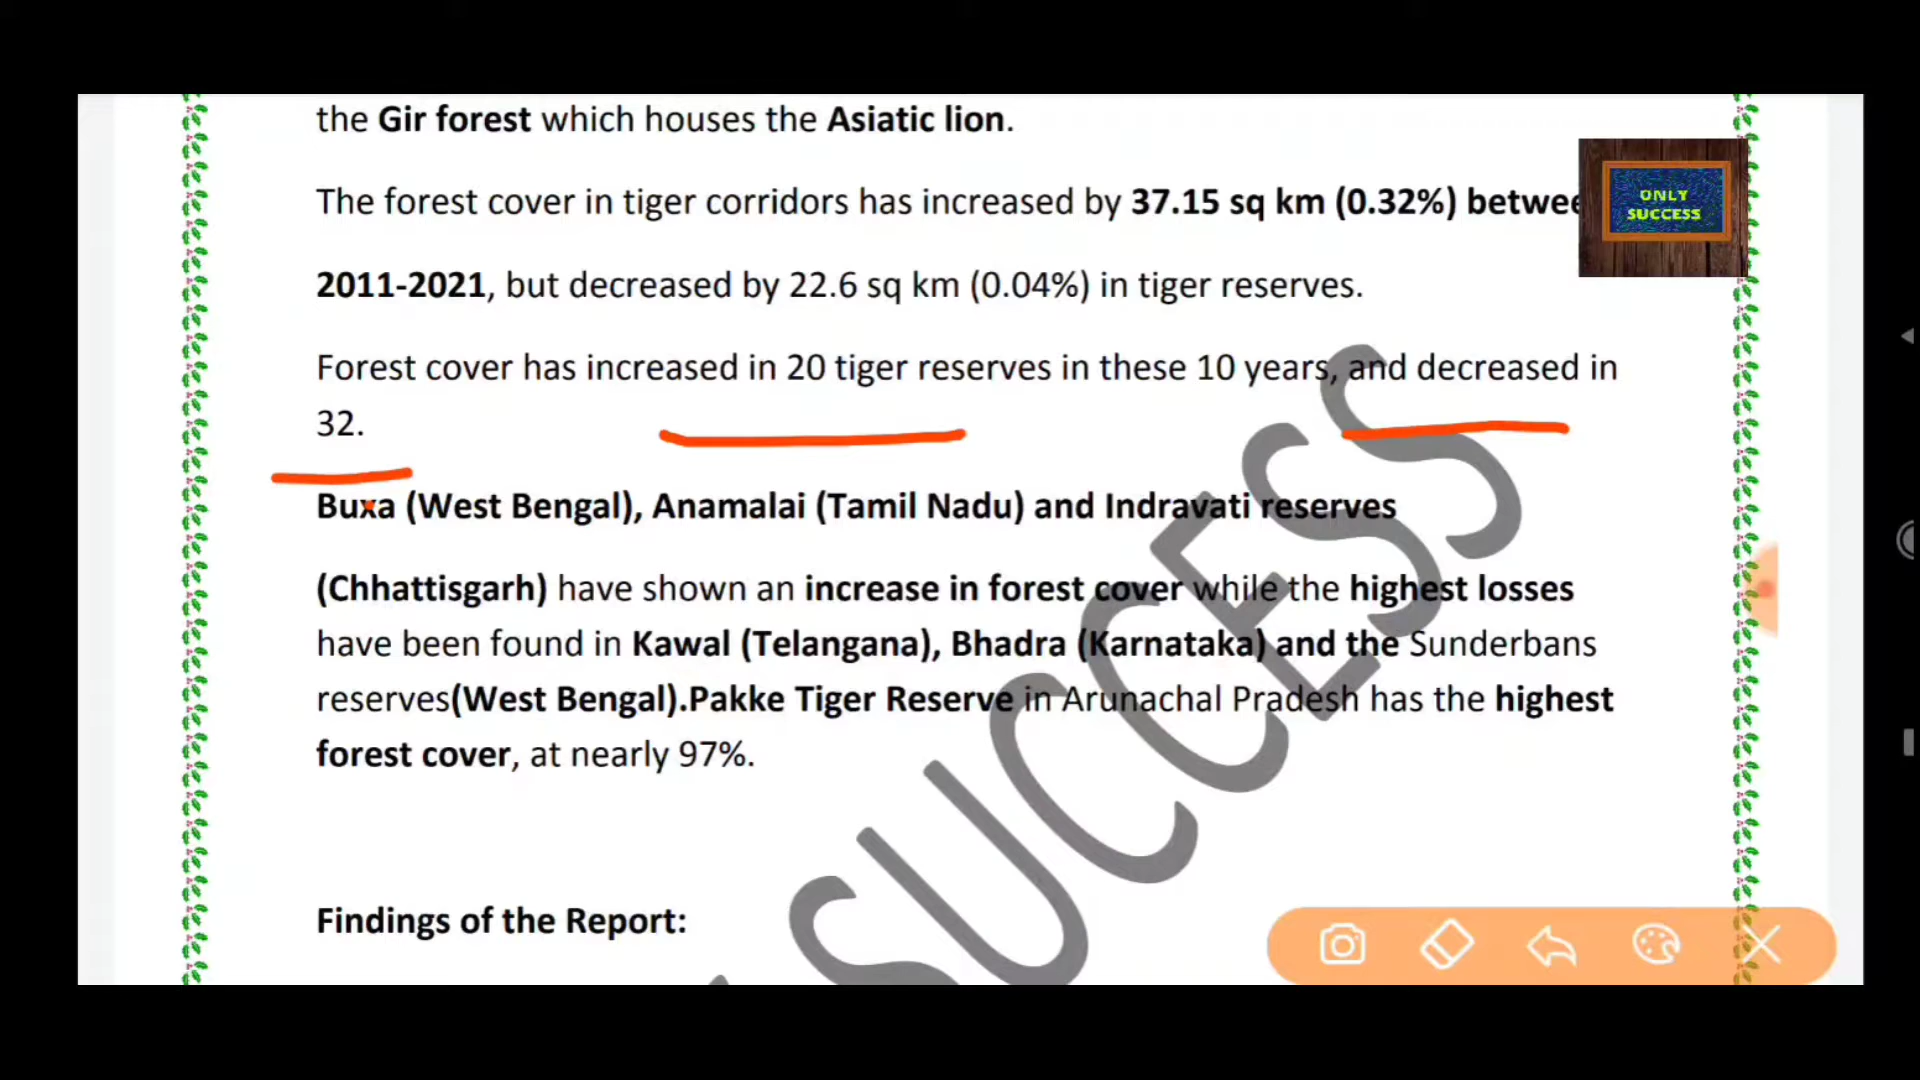 the Gir forest which houses the Asiatic lion.
The forest cover in tiger corridors has increased by 37.15 sq km (0.32%) betwee
ONLY
SUCCESS
2011-2021, but decreased by 22.6 sq km (0.04%) in tiger reserves.
Forest cover has increased in 20 tiger reserves in these 10 years, and decreased in
32.
Buxa (West Bengal), Anamalai (Tamil Nadu) and Indravati reserves
(Chhattisgarh) have shown an increase in forest cover while the highest losses
have been found in Kawal (Telangana), Bhadra (Karnataka) and the Sunderbans
reserves(West Bengal).Pakke Tiger Reserve in Arunachal Pradesh has the highest
forest cover, at nearly 97%.
Findings of the Report:
SUCCESS